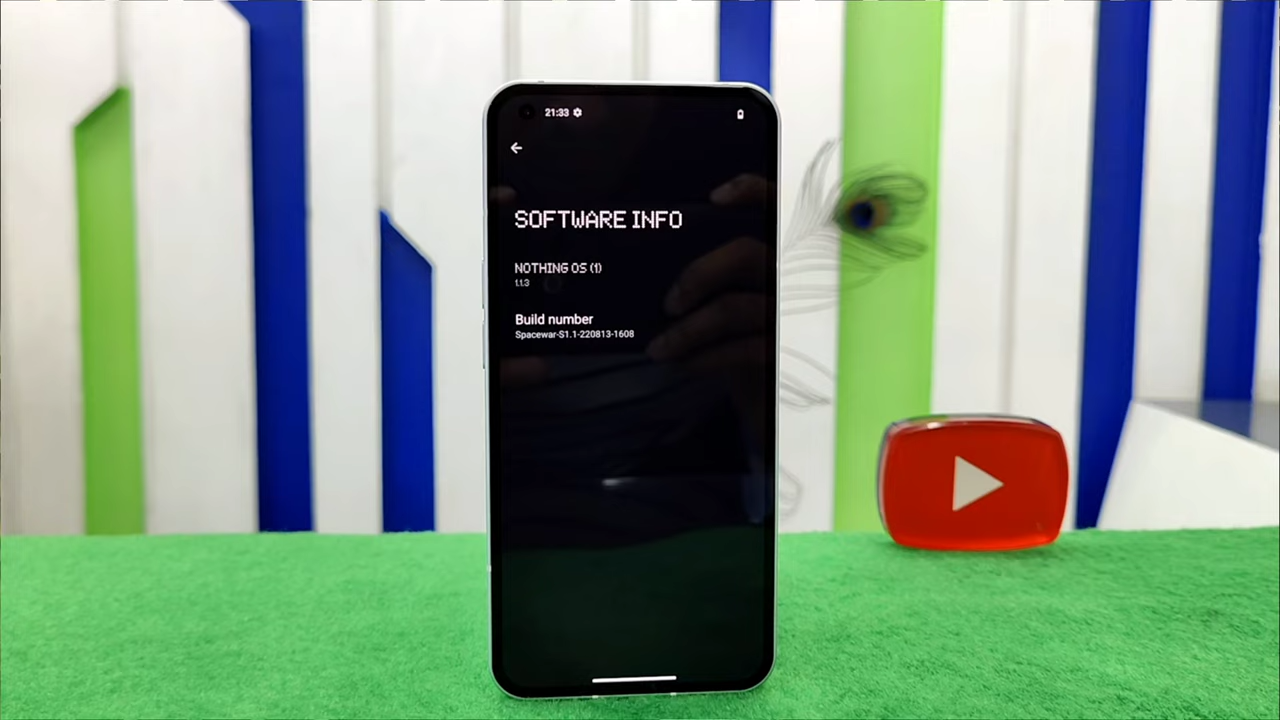 21:33
SOFTWARE INFO
NOTHING OS (1)
1.1.3
Build number
Spacewar-S1.1-220813-1608